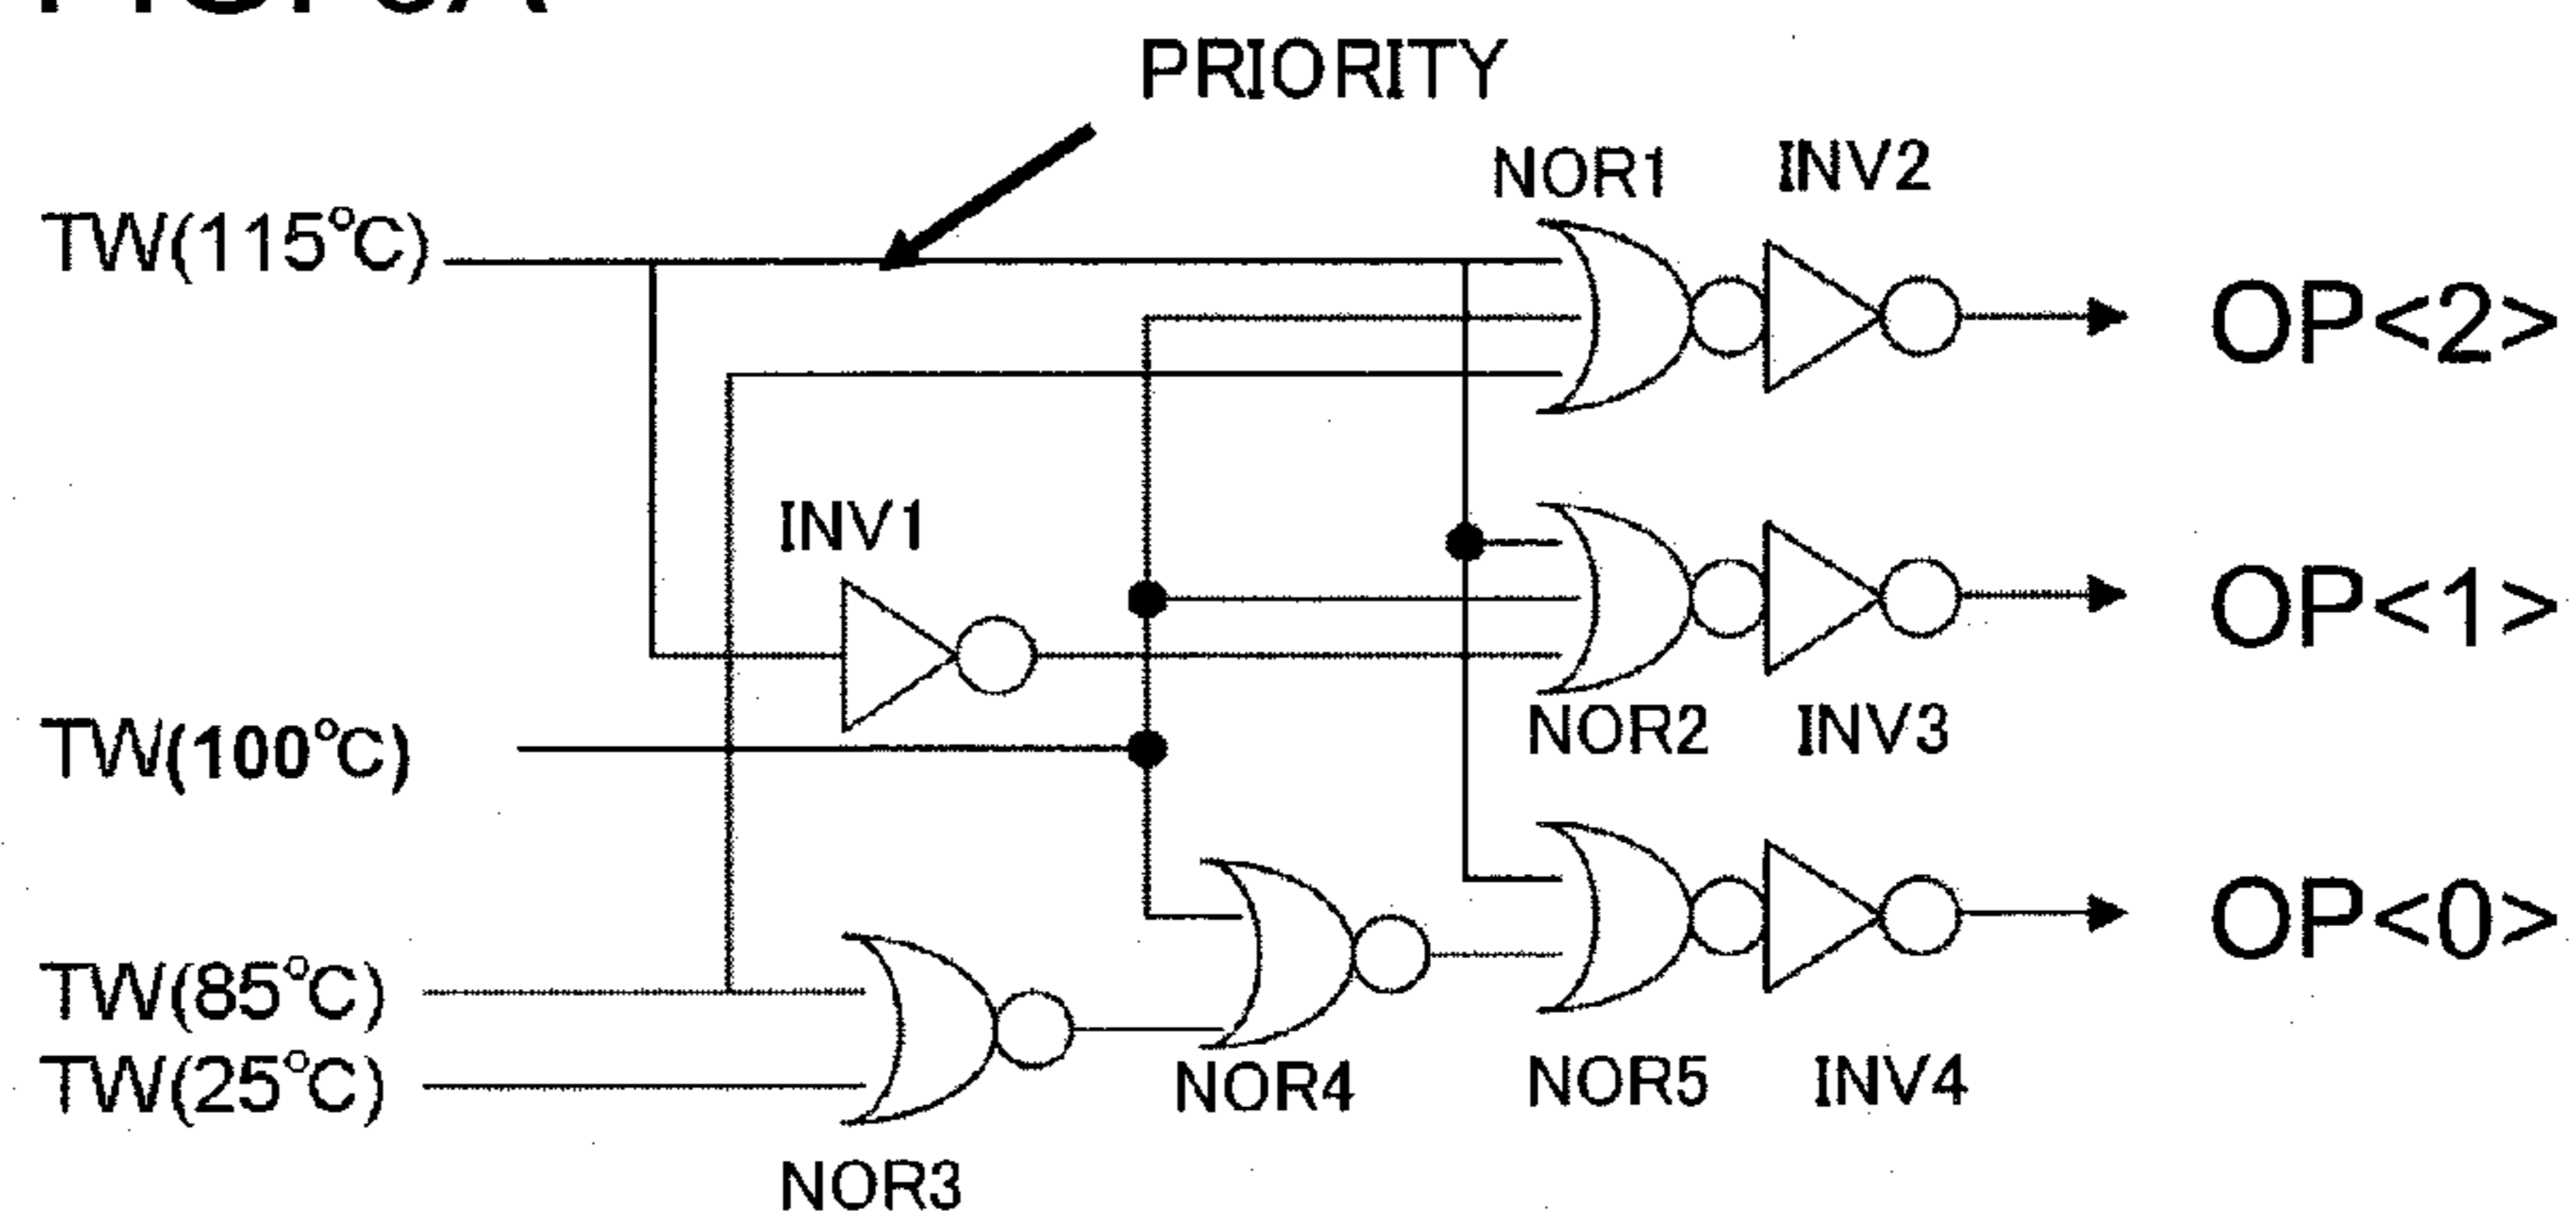 PRIORITY
NOR1
INV2
TW(115°C)
OP<2>
INV1
OP<1>
NOR2
INV3
TW(100°C)
OP<0>
TW(85°C)
TW(25°C)
NOR4
NOR5
INV4
NOR3